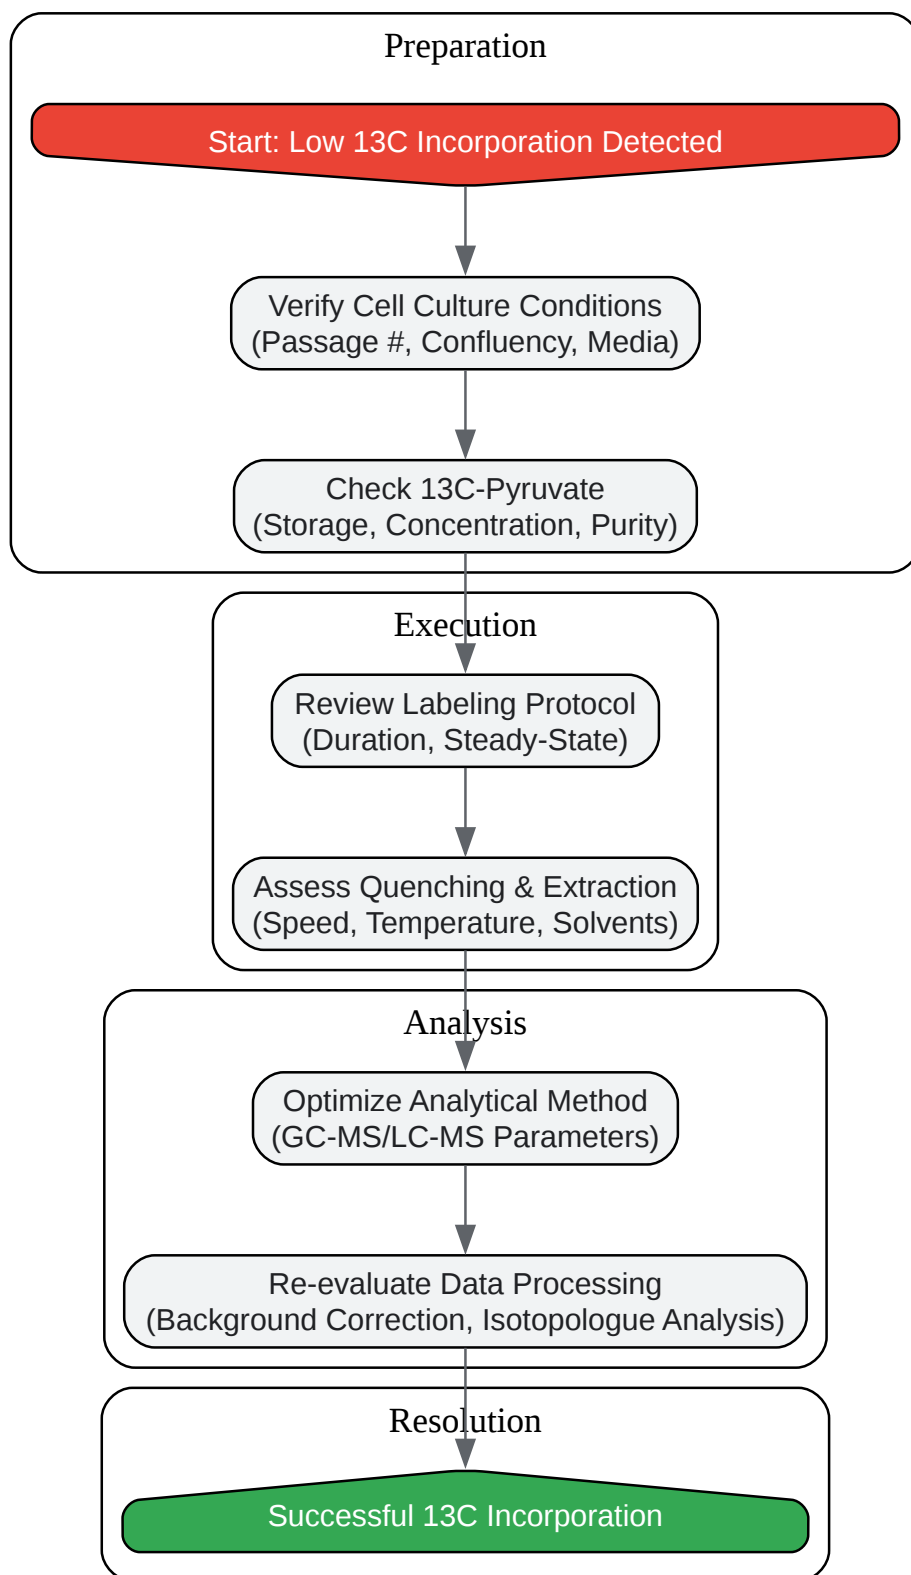 Preparation
Start: Low 13C Incorporation Detected
Verify Cell Culture Conditions
(Passage #, Confluency, Media)
Check 13C-Pyruvate
(Storage, Concentration, Purity)
Execution
Review Labeling Protocol
(Duration, Steady-State)
Assess Quenching & Extraction
(Speed, Temperature, Solvents)
Analysis
Optimize Analytical Method
(GC-MS/LC-MS Parameters)
Re-evaluate Data Processing
(Background Correction, Isotopologue Analysis)
Resolution
Successful 13C Incorporation